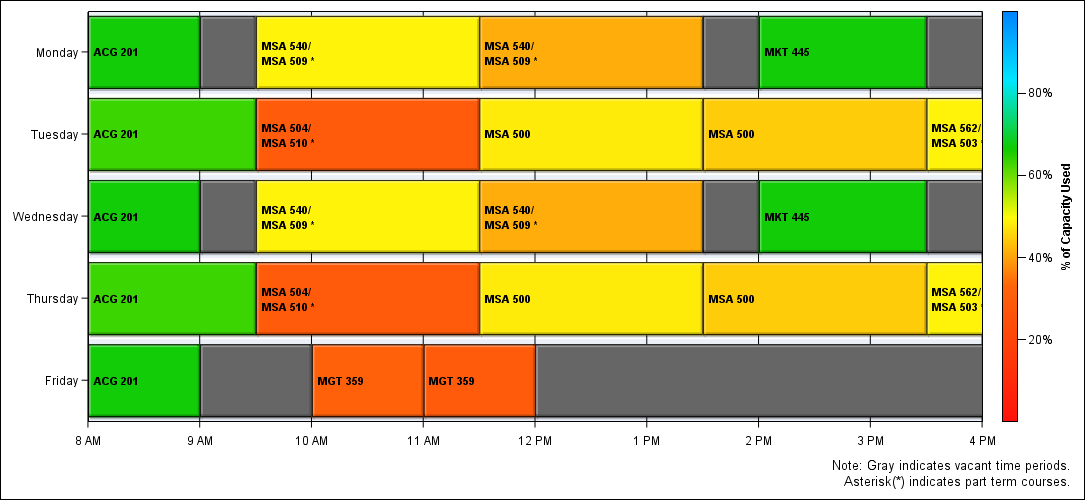 Monday
ACG 201
MSA 540/
MSA 509 *
MSA 540/
MSA 509 *
MKT 445
Tuesday
ACG 201
MSA 504/
MSA 510 *
MSA 500
MSA 500
MSA 562/
MSA 503 *
Wednesday
ACG 201
MSA 540/
MSA 509 *
MSA 540/
MSA 509 *
MKT 445
Thursday
ACG 201
MSA 504/
MSA 510 *
MSA 500
MSA 500
MSA 562/
MSA 503 *
Friday
ACG 201
MGT 359
MGT 359
8 AM 9 AM 10 AM 11 AM 12 PM 1 PM 2 PM 3 PM 4 PM
80%
60%
40%
20%
% of Capacity Used
Note: Gray indicates vacant time periods.
Asterisk(*) indicates part term courses.